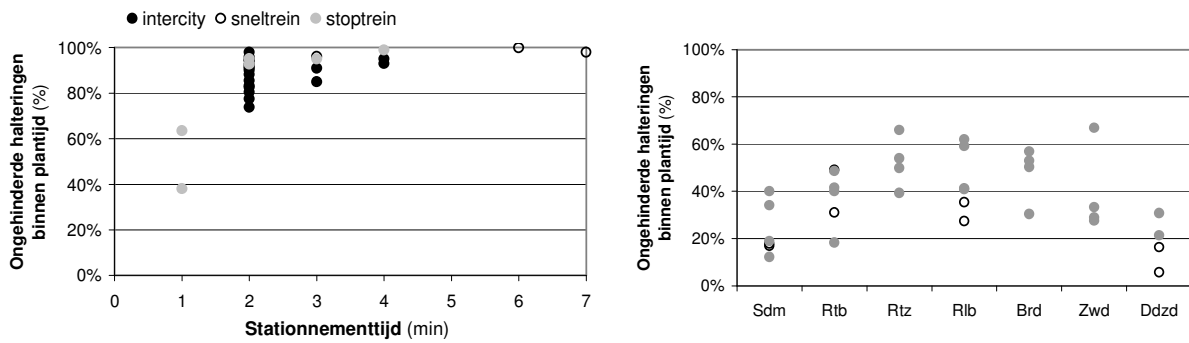 intercity sneltrein stoptrein
Ongehinderde halteringen
binnen plantijd (%)
100%
80%
60%
40%
20%
0%
0 1 2 3 4 5 6 7
Stationnementtijd (min)
Ongehinderde halteringen
binnen plantijd (%)
100%
80%
60%
40%
20%
0%
Sdm Rtb Rtz Rlb Brd Zwd Ddzd